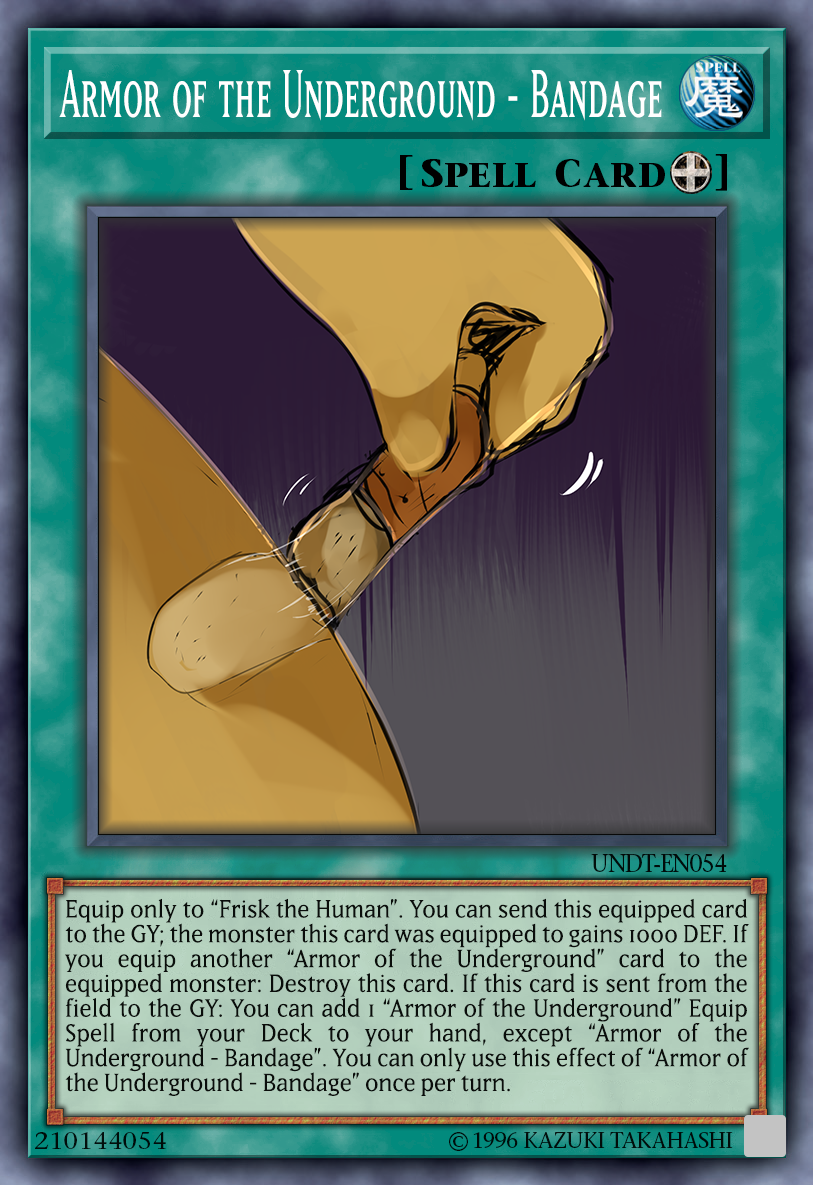 Armor of the Underground - Bandage
SPELL
魔
[Spell Card]
UNDT-EN054
Equip only to “Frisk the Human”. You can send this equipped card
to the GY; the monster this card was equipped to gains 1000 DEF. If
you equip another “Armor of the Underground” card to the
equipped monster: Destroy this card. If this card is sent from the
field to the GY: You can add 1 “Armor of the Underground” Equip
Spell from your Deck to your hand, except “Armor of the
Underground - Bandage”. You can only use this effect of “Armor of
the Underground - Bandage” once per turn.
210144054
© 1996 KAZUKI TAKAHASHI